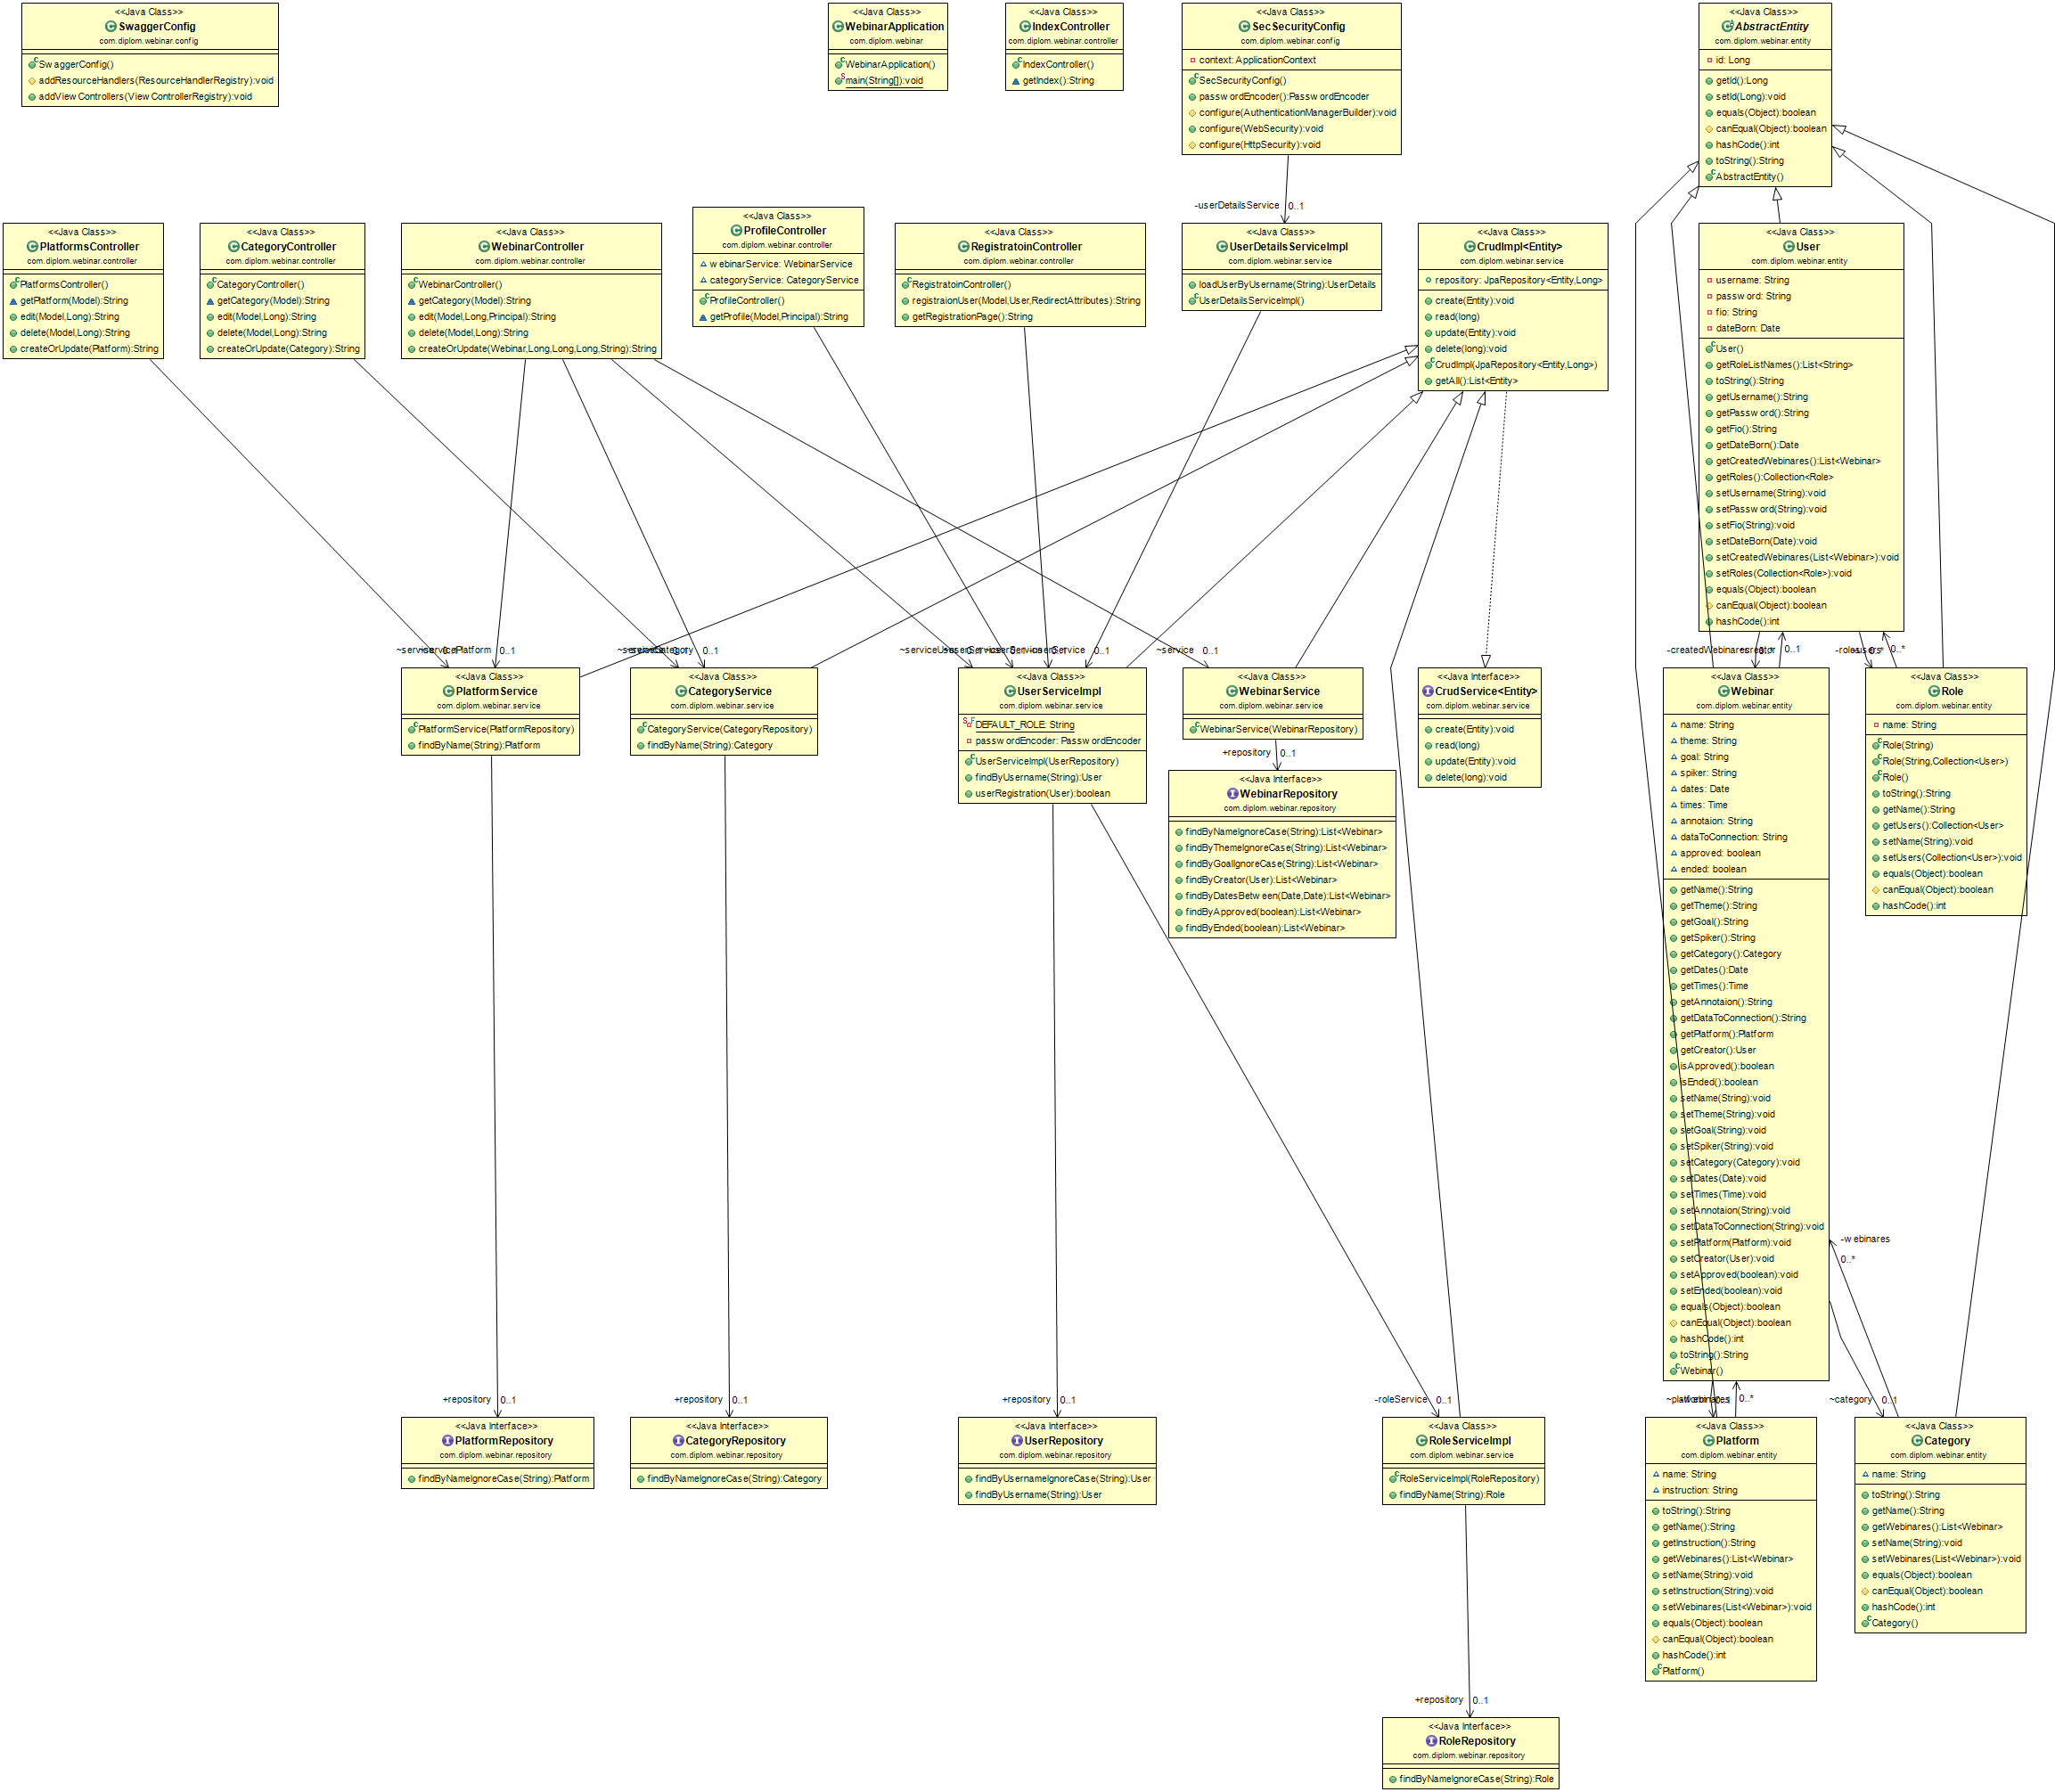 <<Java Class>>
SwaggerConfig
com.diplom.webinar.config
SwaggerConfig()
addResourceHandlers(ResourceHandlerRegistry):void
addViewControllers(ViewControllerRegistry):void
<<Java Class>>
WebinarApplication
com.diplom.webinar
WebinarApplication()
main(String[]):void
<<Java Class>>
IndexController
com.diplom.webinar.controller
IndexController()
getIndex():String
<<Java Class>>
SecSecurityConfig
com.diplom.webinar.config
context: ApplicationContext
SecSecurityConfig()
passwordEncoder():PasswordEncoder
configure(AuthenticationManagerBuilder):void
configure(WebSecurity):void
configure(HttpSecurity):void
<<Java Class>>
AbstractEntity
com.diplom.webinar.entity
id: Long
getId():Long
setId(Long):void
equals(Object):boolean
canEqual(Object):boolean
hashCode():int
toString():String
AbstractEntity()
-userDetailsService 0..1
<<Java Class>>
PlatformsController
com.diplom.webinar.controller
PlatformsController()
getPlatform(Model):String
edit(Model,Long):String
delete(Model,Long):String
createOrUpdate(Platform):String
<<Java Class>>
CategoryController
com.diplom.webinar.controller
CategoryController()
getCategory(Model):String
edit(Model,Long):String
delete(Model,Long):String
createOrUpdate(Category):String
<<Java Class>>
WebinarController
com.diplom.webinar.controller
WebinarController()
getCategory(Model):String
edit(Model,Long,Principal):String
delete(Model,Long):String
createOrUpdate(Webinar,Long,Long,Long,String):String
<<Java Class>>
ProfileController
com.diplom.webinar.controller
webinarService: WebinarService
categoryService: CategoryService
ProfileController()
getProfile(Model,Principal):String
<<Java Class>>
RegistratoinController
com.diplom.webinar.controller
RegistratoinController()
registraionUser(Model,User,RedirectAttributes):String
getRegistrationPage():String
<<Java Class>>
UserDetailsServiceImpl
com.diplom.webinar.service
loadUserByUsername(String):UserDetails
UserDetailsServiceImpl()
<<Java Class>>
CrudImpl<Entity>
com.diplom.webinar.service
repository: JpaRepository<Entity,Long>
create(Entity):void
read(long)
update(Entity):void
delete(long):void
CrudImpl(JpaRepository<Entity,Long>)
getAll():List<Entity>
<<Java Class>>
User
com.diplom.webinar.entity
username: String
password: String
fio: String
dateBorn: Date
User()
getRoleListNames():List<String>
toString():String
getUsername():String
getPassword():String
getFio():String
getDateBorn():Date
getCreatedWebinares():List<Webinar>
getRoles():Collection<Role>
setUsername(String):void
setPassword(String):void
setFio(String):void
setDateBorn(Date):void
setCreatedWebinares(List<Webinar>):void
setRoles(Collection<Role>):void
equals(Object):boolean
canEqual(Object):boolean
hashCode():int
0..1
0..1
0..1
~service 0..1
-createdWebinares
0..1
0..*
<<Java Class>>
PlatformService
com.diplom.webinar.service
PlatformService(PlatformRepository)
findByName(String):Platform
<<Java Class>>
CategoryService
com.diplom.webinar.service
CategoryService(CategoryRepository)
findByName(String):Category
<<Java Class>>
UserServiceImpl
com.diplom.webinar.service
DEFAULT_ROLE: String
passwordEncoder: PasswordEncoder
UserServiceImpl(UserRepository)
findByUsername(String):User
userRegistration(User):boolean
<<Java Class>>
WebinarService
com.diplom.webinar.service
WebinarService(WebinarRepository)
+repository 0..1
<<Java Interface>>
WebinarRepository
com.diplom.webinar.repository
findByNameIgnoreCase(String):List<Webinar>
findByThemeIgnoreCase(String):List<Webinar>
findByGoalIgnoreCase(String):List<Webinar>
findByCreator(User):List<Webinar>
findByDatesBetween(Date,Date):List<Webinar>
findByApproved(boolean):List<Webinar>
findByEnded(boolean):List<Webinar>
<<Java Interface>>
CrudService<Entity>
com.diplom.webinar.service
create(Entity):void
read(long)
update(Entity):void
delete(long):void
<<Java Class>>
Webinar
com.diplom.webinar.entity
name: String
theme: String
goal: String
spiker: String
dates: Date
times: Time
annotaion: String
dataToConnection: String
approved: boolean
ended: boolean
getName():String
getTheme():String
getGoal():String
getSpiker():String
getCategory():Category
getDates():Date
getTimes():Time
getAnnotaion():String
getDataToConnection():String
getPlatform():Platform
getCreator():User
isApproved():boolean
isEnded():boolean
setName(String):void
setTheme(String):void
setGoal(String):void
setSpiker(String):void
setCategory(Category):void
setDates(Date):void
setTimes(Time):void
setAnnotaion(String):void
setDataToConnection(String):void
setPlatform(Platform):void
setCreator(User):void
setApproved(boolean):void
setEnded(boolean):void
equals(Object):boolean
canEqual(Object):boolean
hashCode():int
toString():String
Webinar()
<<Java Class>>
Role
com.diplom.webinar.entity
name: String
Role(String)
Role(String,Collection<User>)
Role()
toString():String
getName():String
getUsers():Collection<User>
setName(String):void
setUsers(Collection<User>):void
equals(Object):boolean
canEqual(Object):boolean
hashCode():int
-webinares
0..*
+repository 0..1
+repository 0..1
+repository 0..1
-roleService 0..1
0..*
~category 0..1
<<Java Interface>>
PlatformRepository
com.diplom.webinar.repository
findByNameIgnoreCase(String):Platform
<<Java Interface>>
CategoryRepository
com.diplom.webinar.repository
findByNameIgnoreCase(String):Category
<<Java Interface>>
UserRepository
com.diplom.webinar.repository
findByUsernameIgnoreCase(String):User
findByUsername(String):User
<<Java Class>>
RoleServiceImpl
com.diplom.webinar.service
RoleServiceImpl(RoleRepository)
findByName(String):Role
<<Java Class>>
Platform
com.diplom.webinar.entity
name: String
instruction: String
toString():String
getName():String
getInstruction():String
getWebinares():List<Webinar>
setName(String):void
setInstruction(String):void
setWebinares(List<Webinar>):void
equals(Object):boolean
canEqual(Object):boolean
hashCode():int
Platform()
<<Java Class>>
Category
com.diplom.webinar.entity
name: String
toString():String
getName():String
getWebinares():List<Webinar>
setName(String):void
setWebinares(List<Webinar>):void
equals(Object):boolean
canEqual(Object):boolean
hashCode():int
Category()
+repository 0..1
<<Java Interface>>
RoleRepository
com.diplom.webinar.repository
findByNameIgnoreCase(String):Role